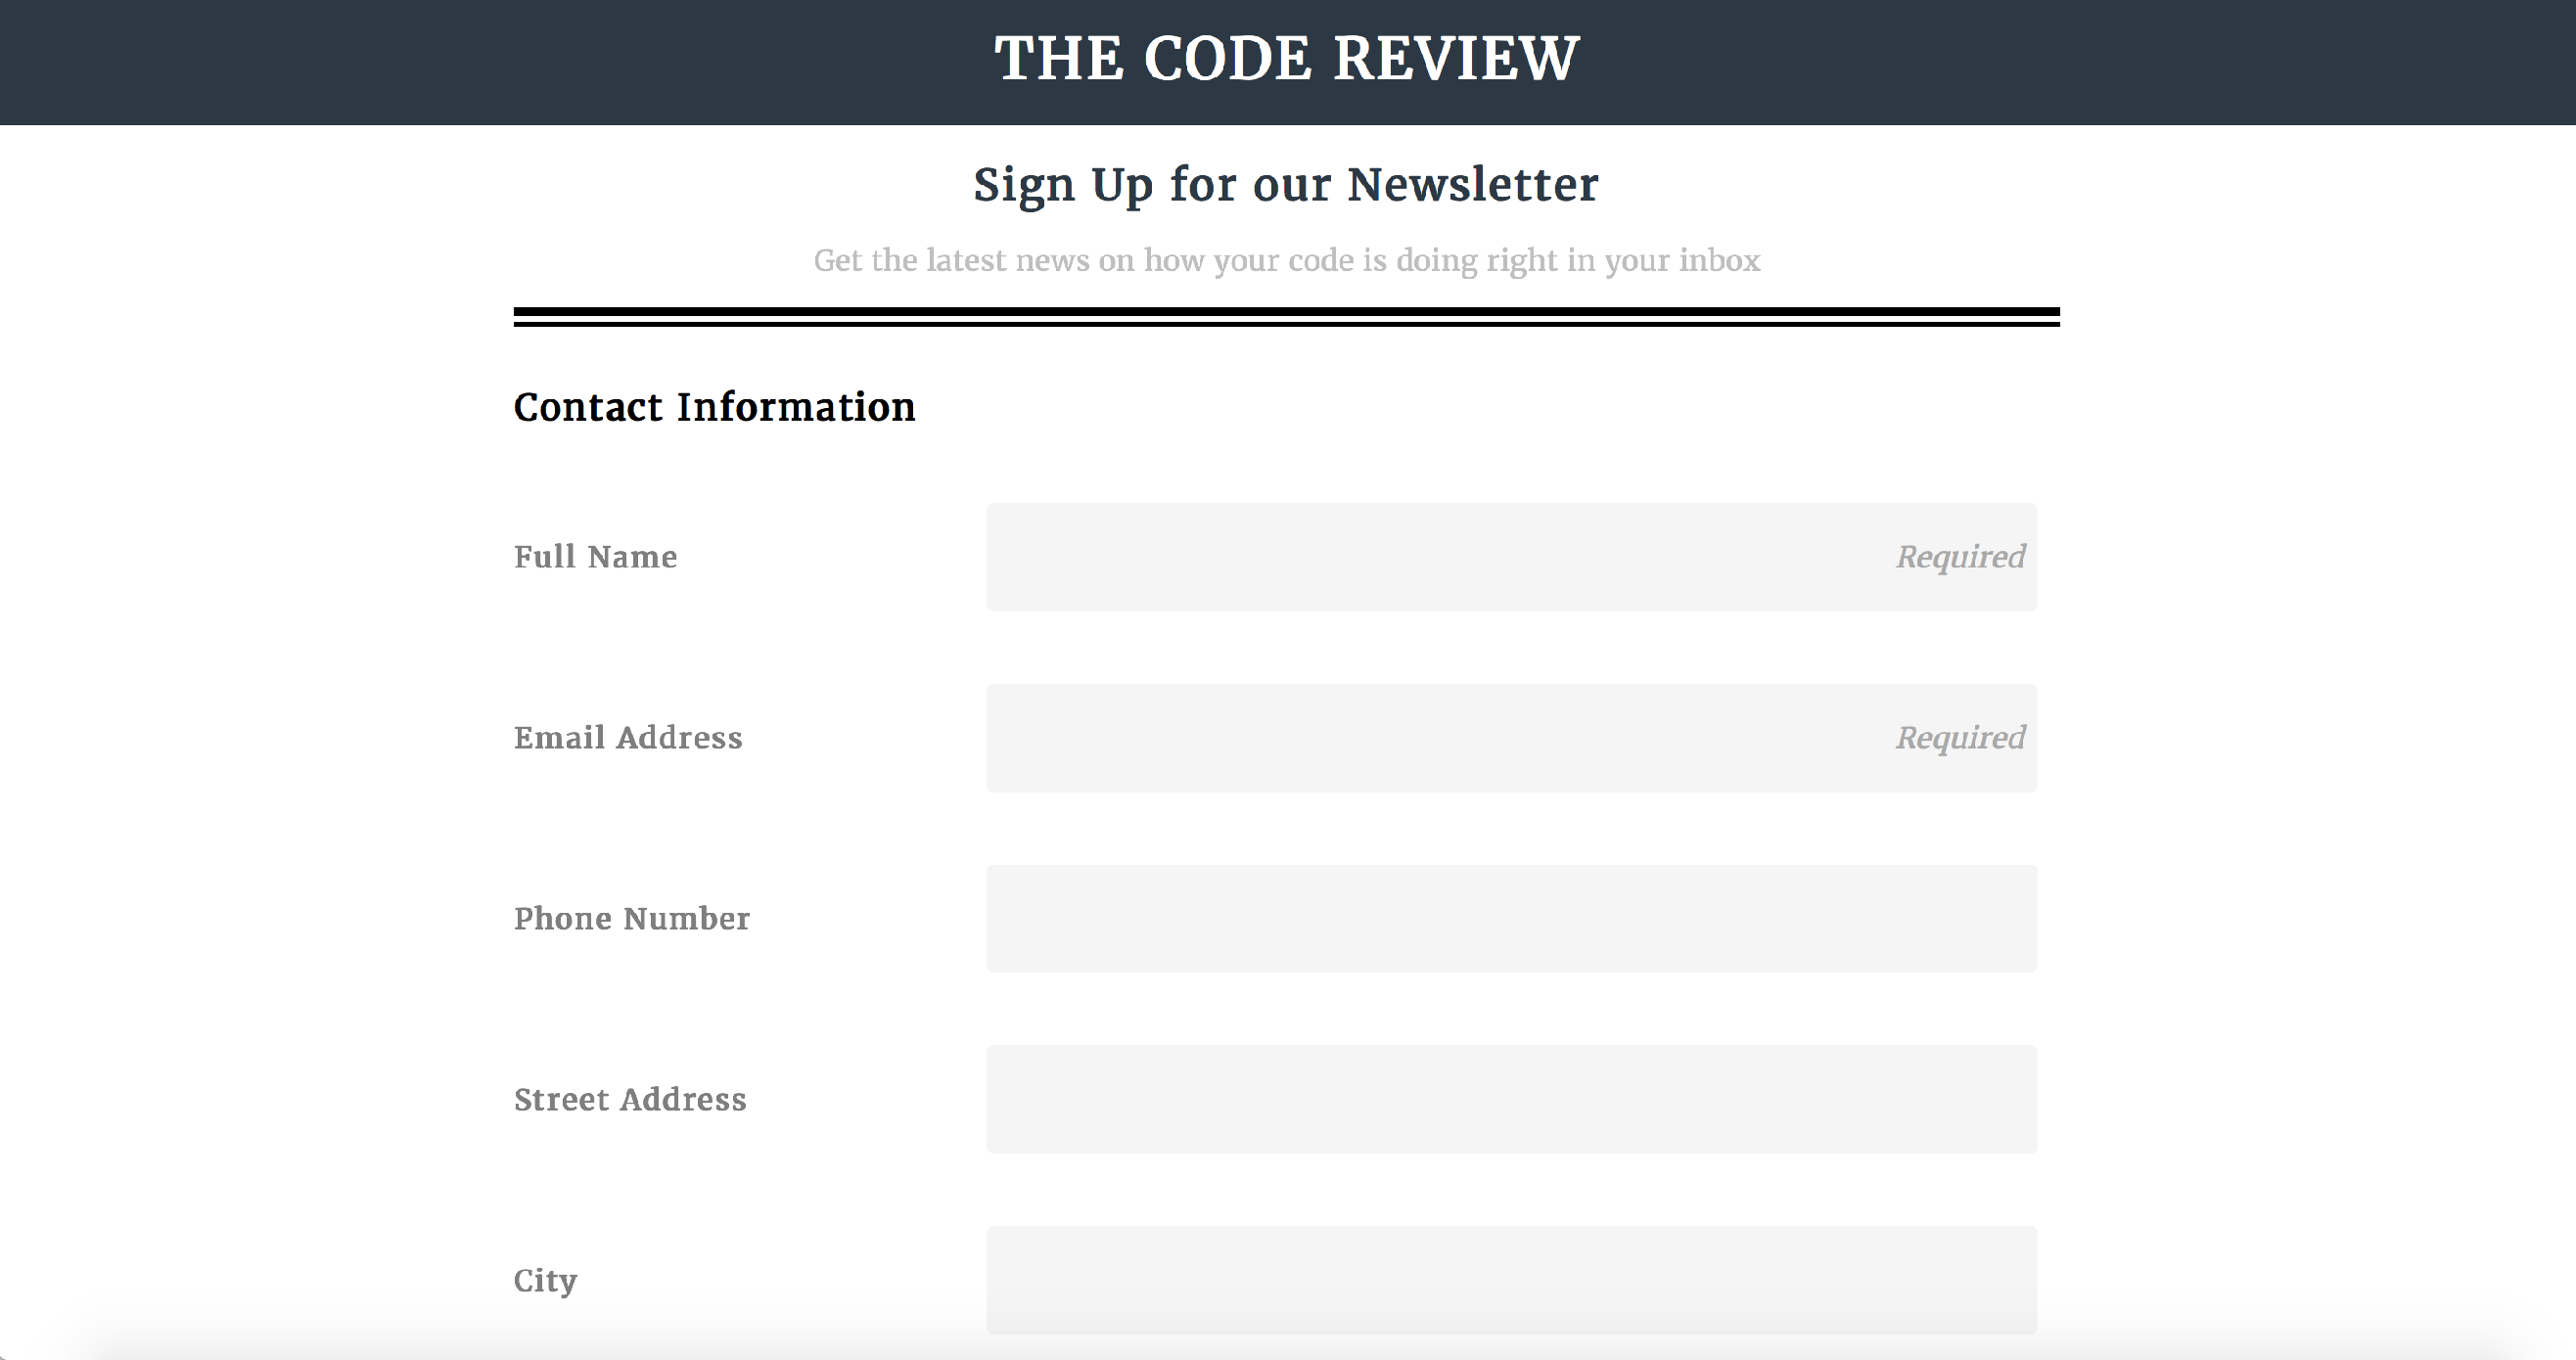 THE CODE REVIEW
Sign Up for our Newsletter
Get the latest news on how your code is doing right in your inbox
Contact Information
Full Name
Required
Email Address
Required
Phone Number
Street Address
City